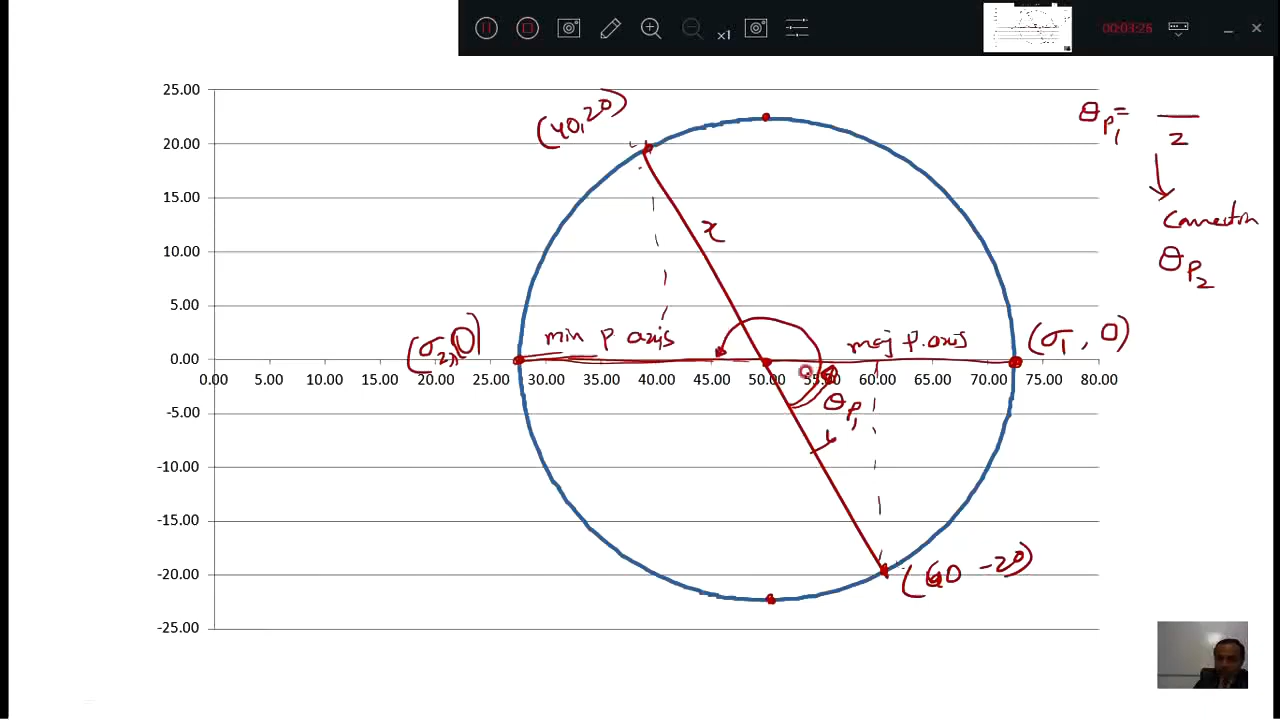 x1
00:03:26
25.00
(40,20)
θP1 = —
2
20.00
15.00
x
θP2
10.00
5.00
min P axis
maj P. axis
(σ1, 0)
(σ2, 0)
0.00
0.00 5.00 10.00 15.00 20.00 25.00 30.00 35.00 40.00 45.00 50.00 55.00 60.00 65.00 70.00 75.00 80.00
θP1
-5.00
-10.00
-15.00
-20.00
(60 -20)
-25.00